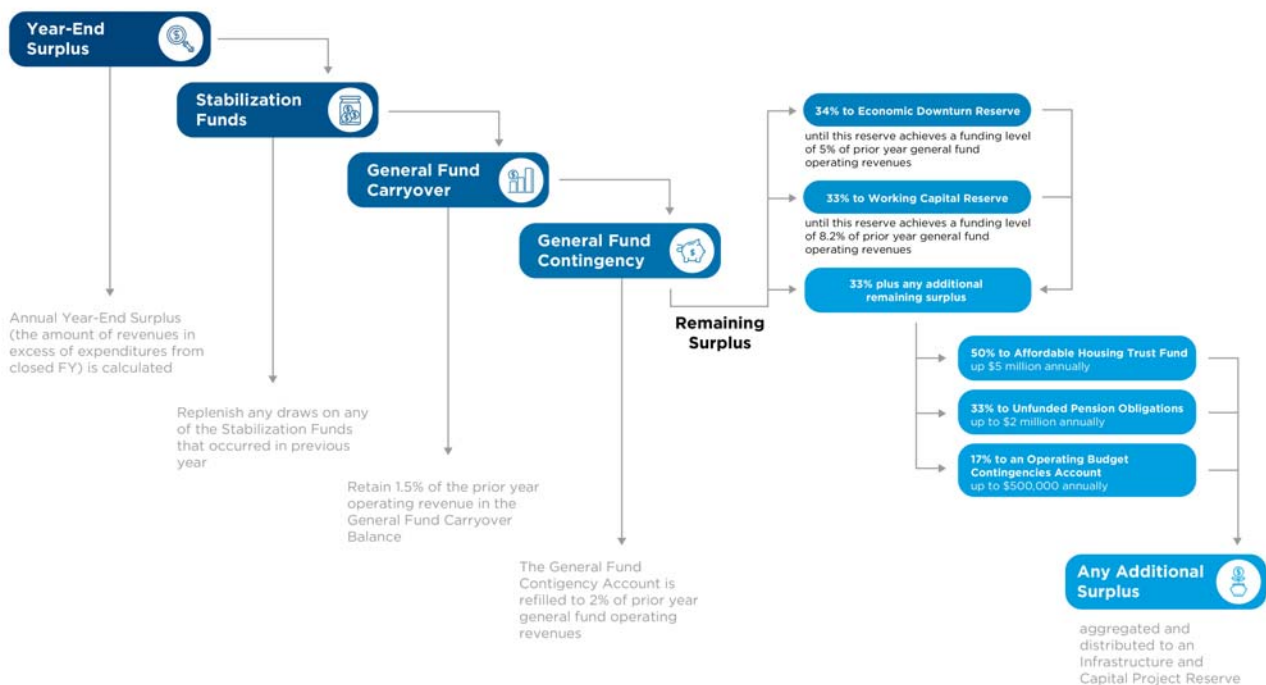 Year-End
Surplus
Annual Year-End Surplus
(the amount of revenues in
excess of expenditures from
closed FY) is calculated
Stabilization
Funds
Replenish any draws on any
of the Stabilization Funds
that occurred in previous
year
General Fund
Carryover
Retain 1.5% of the prior year
operating revenue in the
General Fund Carryover
Balance
General Fund
Contingency
The General Fund
Contigency Account is
refilled to 2% of prior year
general fund operating
revenues
Remaining
Surplus
34% to Economic Downturn Reserve
until this reserve achieves a funding level
of 5% of prior year general fund
operating revenues
33% to Working Capital Reserve
until this reserve achieves a funding level
of 8.2% of prior year general fund
operating revenues
33% plus any additional
remaining surplus
50% to Affordable Housing Trust Fund
up $5 million annually
33% to Unfunded Pension Obligations
up to $2 million annually
17% to an Operating Budget
Contingencies Account
up to $500,000 annually
Any Additional
Surplus
aggregated and
distributed to an
Infrastructure and
Capital Project Reserve